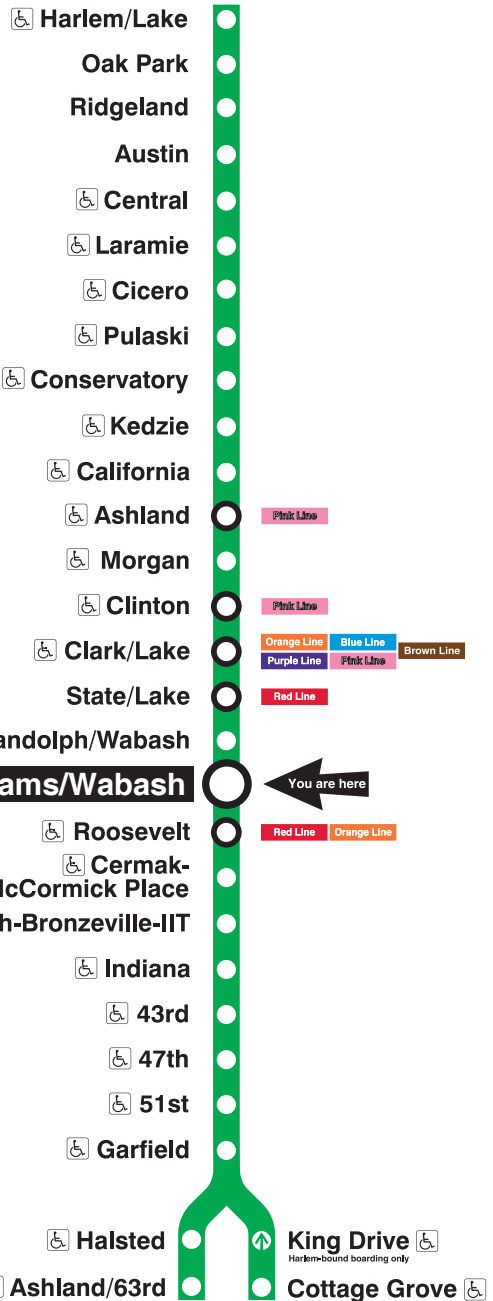 Harlem/Lake
Oak Park
Ridgeland
Austin
Central
Laramie
Cicero
Pulaski
Conservatory
Kedzie
California
Ashland Pink Line
Morgan
Clinton Pink Line
Clark/Lake Orange Line Blue Line Brown Line
Purple Line Pink Line
State/Lake Red Line
andolph/Wabash
ams/Wabash You are here
Roosevelt Red Line Orange Line
Cermak-
cCormick Place
h-Bronzeville-IIT
Indiana
43rd
47th
51st
Garfield
Halsted King Drive
Harlem-bound boarding only
Ashland/63rd Cottage Grove